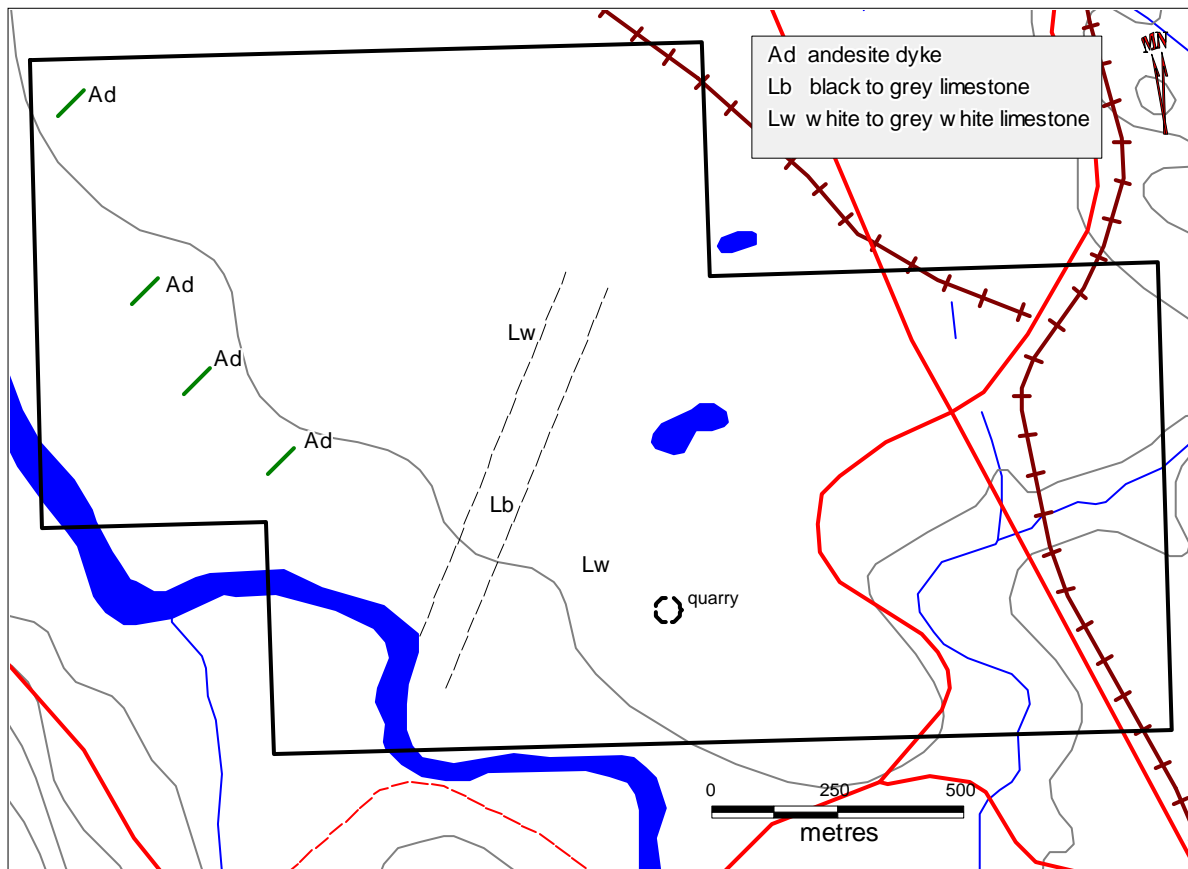 Ad andesite dyke
Lb black to grey limestone
Lw white to grey white limestone
MN
Ad
Ad
Lw
Ad
Ad
Lb
Lw
quarry
0 250 500
metres